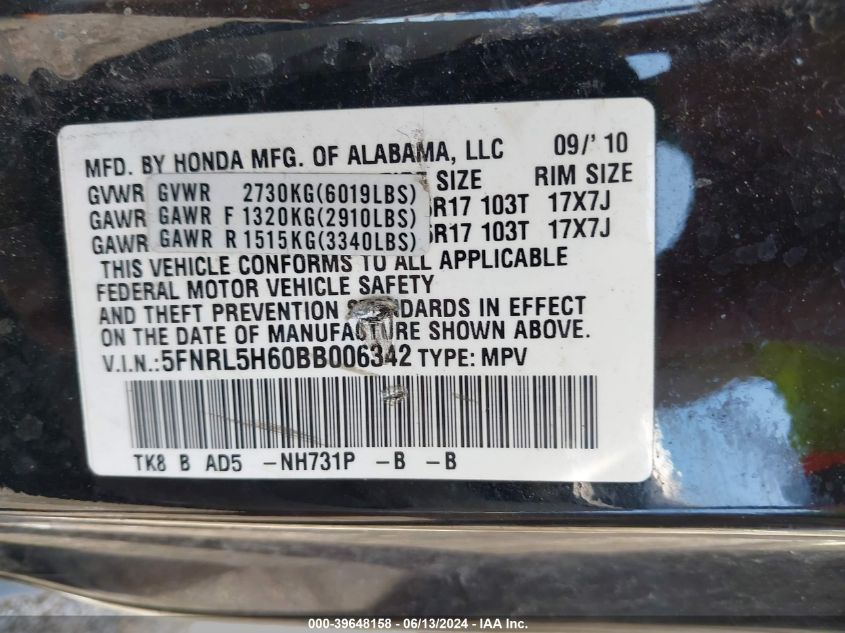 MFD. BY HONDA MFG. OF ALABAMA, LLC 09/' 10
SIZE RIM SIZE
GVWR GVWR 2730KG(6019LBS)
GAWR GAWR F 1320KG(2910LBS) R17 103T 17X7J
GAWR GAWR R 1515KG(3340LBS) R17 103T 17X7J
THIS VEHICLE CONFORMS TO ALL APPLICABLE
FEDERAL MOTOR VEHICLE SAFETY
AND THEFT PREVENTION STANDARDS IN EFFECT
ON THE DATE OF MANUFACTURE SHOWN ABOVE.
V.I.N.: 5FNRL5H60BB006342 TYPE: MPV
TK8 B AD5 -NH731P -B -B
000-39648158 - 06/13/2024 - IAA Inc.